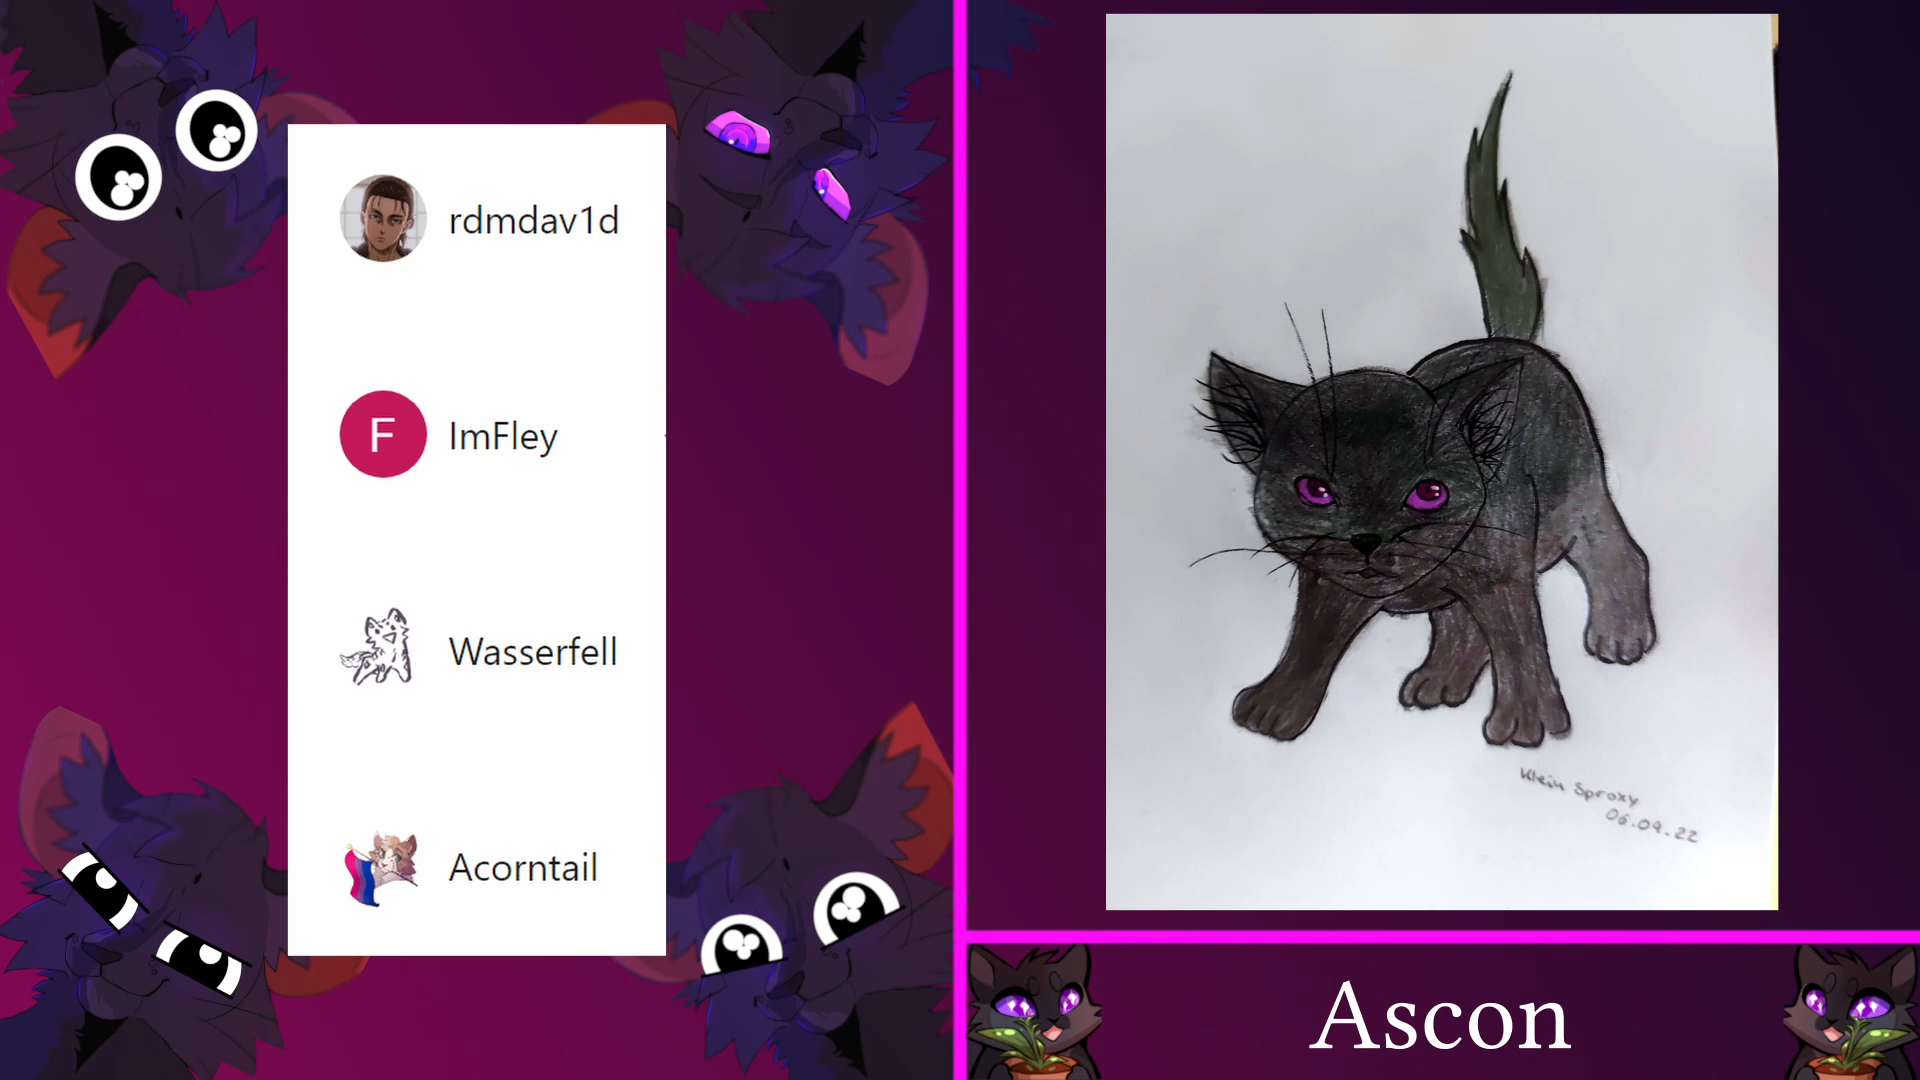 rdmdav1d
F
ImFley
Wasserfell
Acorntail
Klein Sproxy
06.09.22
Ascon